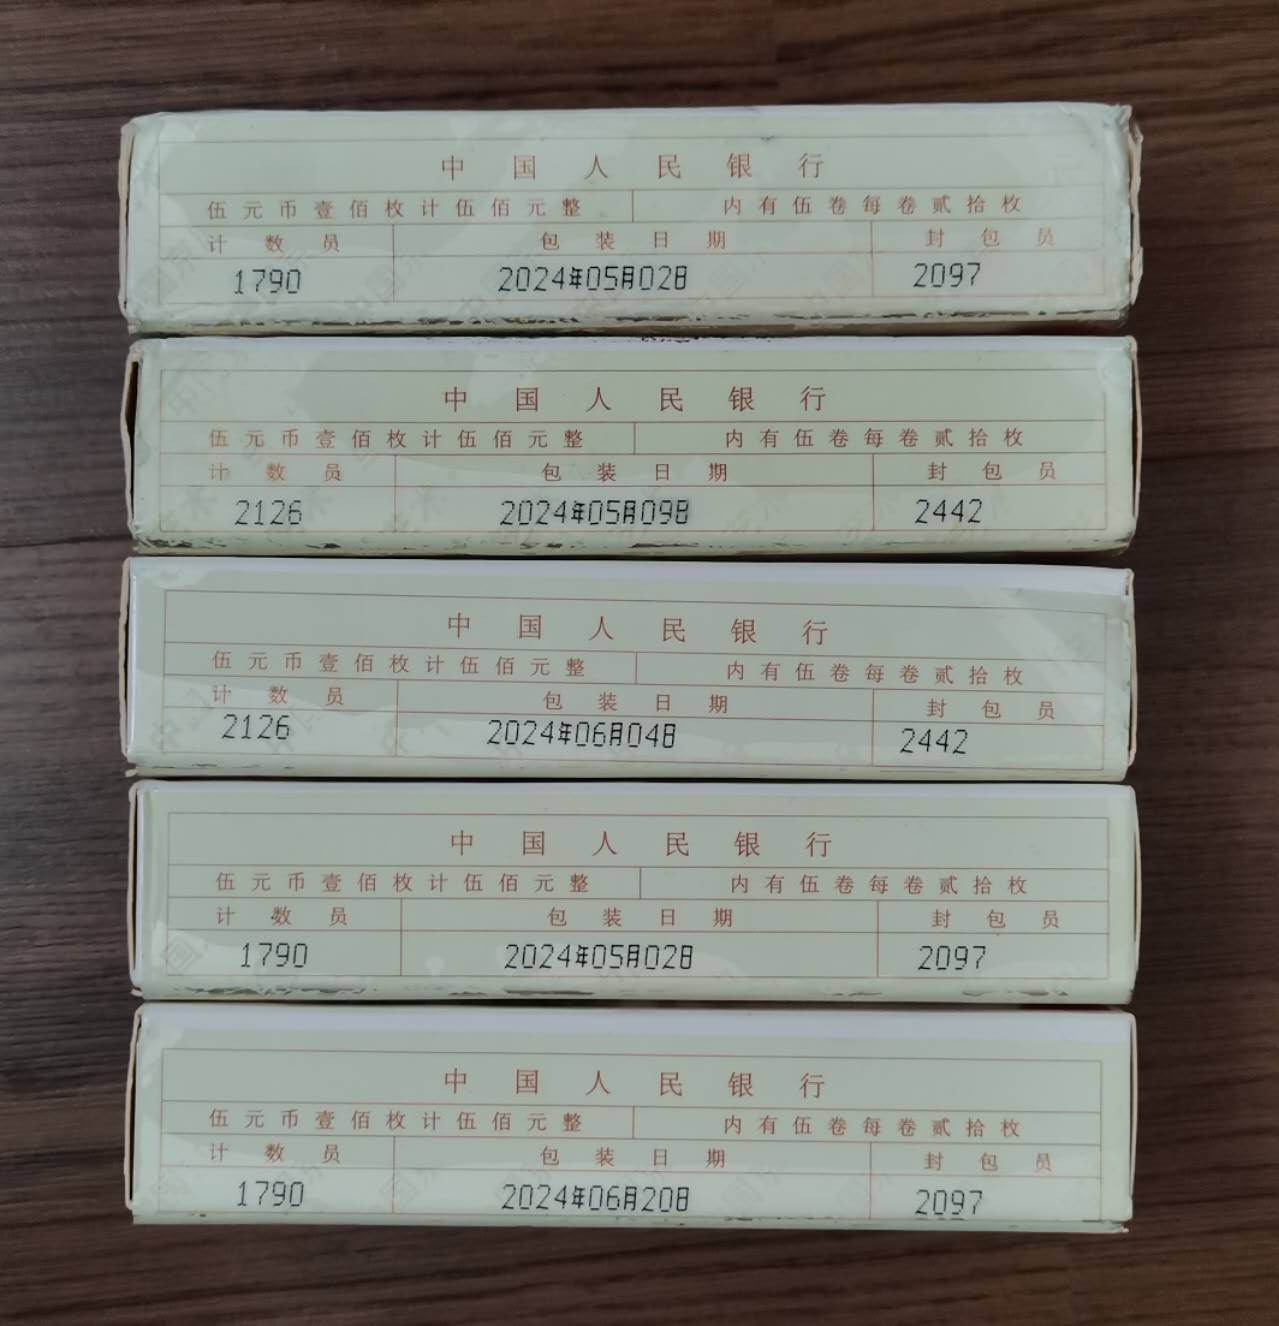 中国人民银行
伍元币壹佰枚计伍佰元整 内有伍卷每卷贰拾枚
计数员 包装日期 封包员
1790 2024年05月02日 2097
中国人民银行
伍元币壹佰枚计伍佰元整 内有伍卷每卷贰拾枚
计数员 包装日期 封包员
2126 2024年05月09日 2442
中国人民银行
伍元币壹佰枚计伍佰元整 内有伍卷每卷贰拾枚
计数员 包装日期 封包员
2126 2024年06月04日 2442
中国人民银行
伍元币壹佰枚计伍佰元整 内有伍卷每卷贰拾枚
计数员 包装日期 封包员
1790 2024年05月02日 2097
中国人民银行
伍元币壹佰枚计伍佰元整 内有伍卷每卷贰拾枚
计数员 包装日期 封包员
1790 2024年06月20日 2097